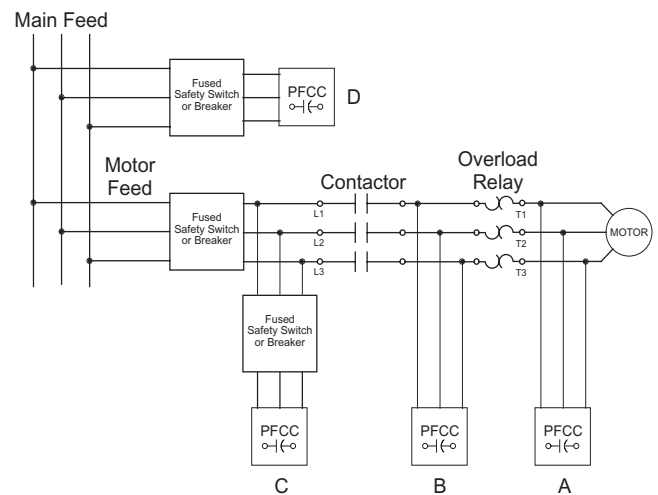 Main Feed
Fused
Safety Switch
or Breaker
PFCC
D
Motor
Feed
Fused
Safety Switch
or Breaker
Contactor
Overload
Relay
L1
L2
L3
T1
T2
T3
MOTOR
Fused
Safety Switch
or Breaker
PFCC
PFCC
PFCC
C
B
A